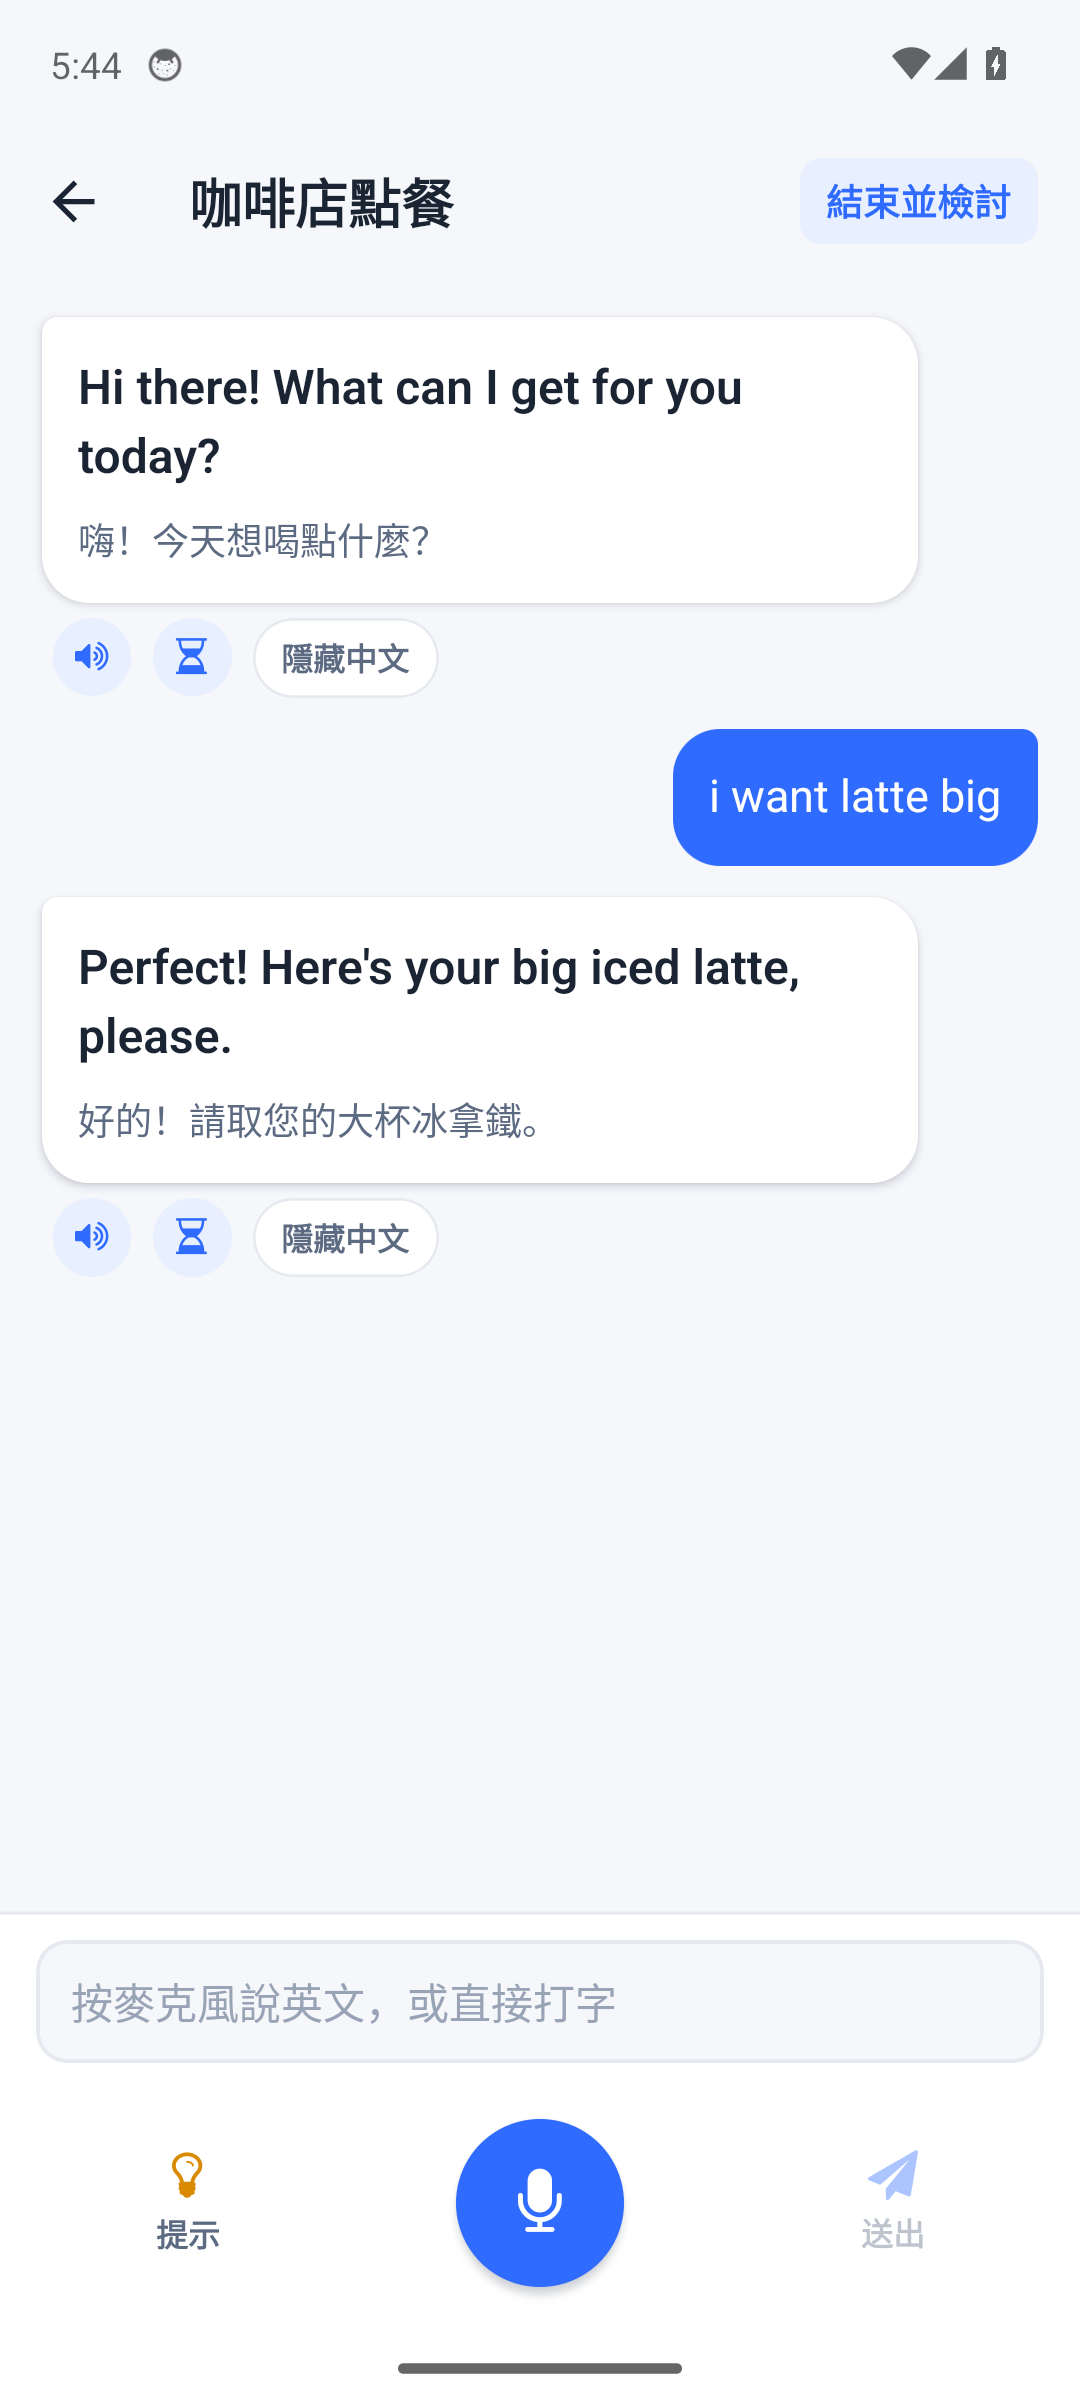 5:44
咖啡店點餐
結束並檢討
Hi there! What can I get for you
today?
嗨！今天想喝點什麼？
隱藏中文
i want latte big
Perfect! Here's your big iced latte,
please.
好的！請取您的大杯冰拿鐵。
隱藏中文
按麥克風說英文，或直接打字
提示
送出